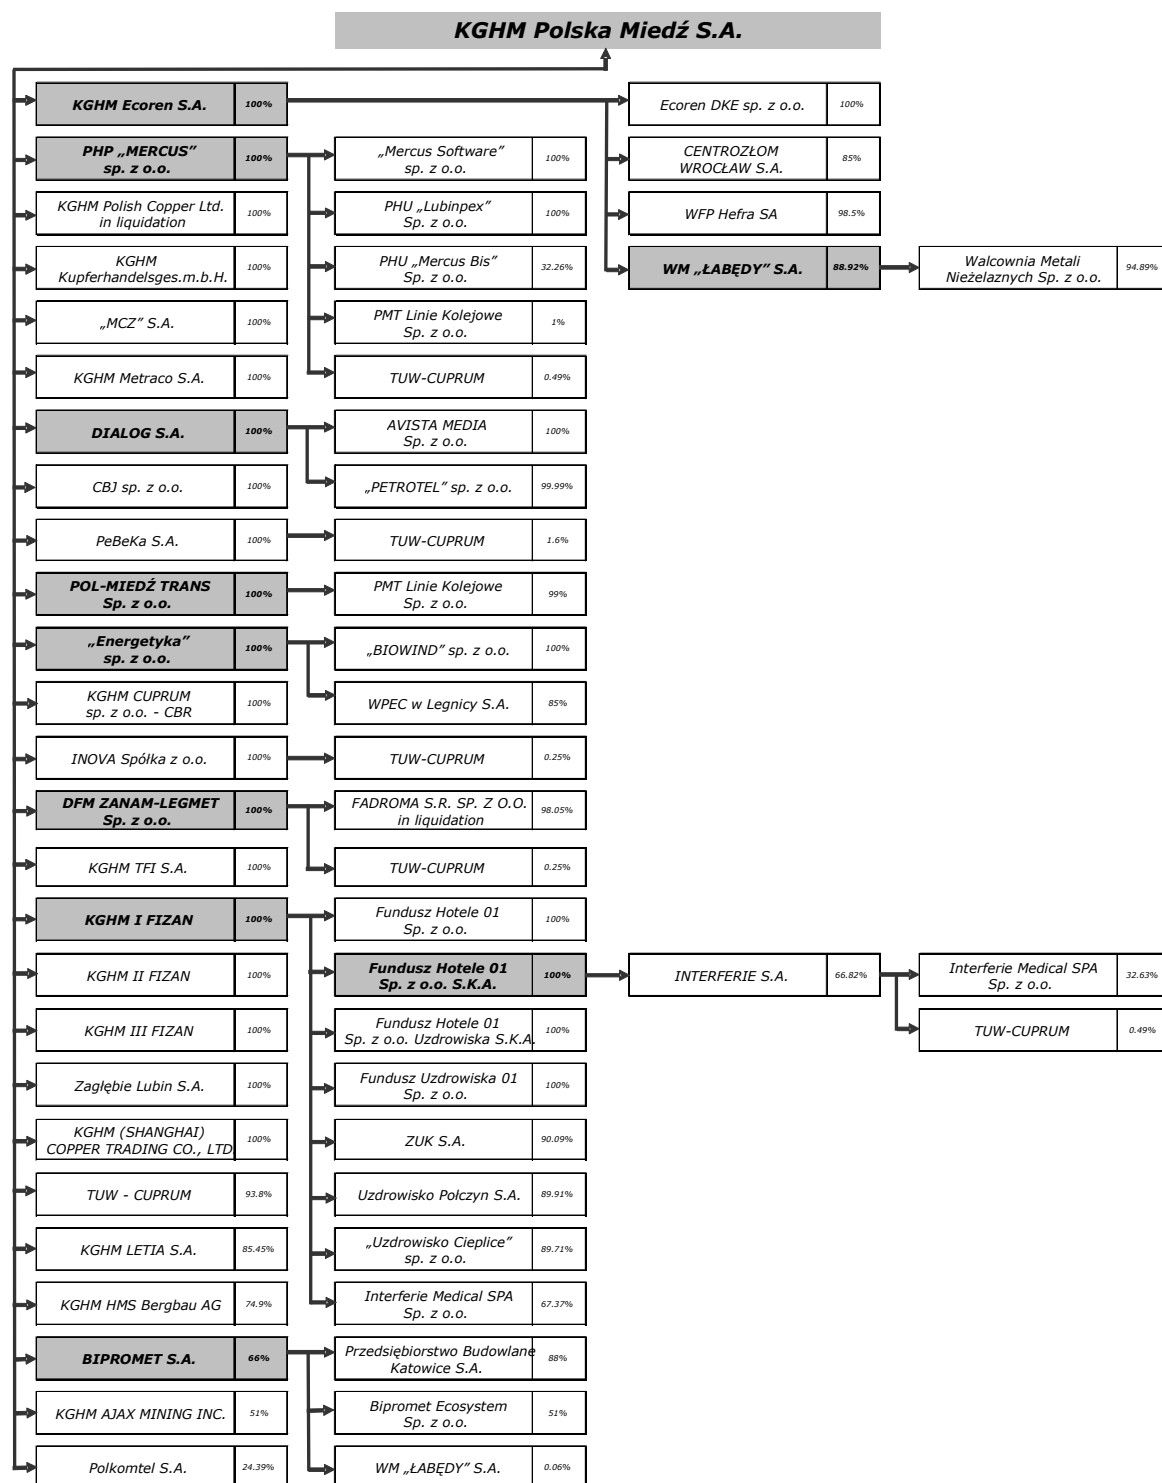 KGHM Polska Miedź S.A.
KGHM Ecoren S.A. 100%
Ecoren DKE sp. z o.o. 100%
PHP „MERCUS”
sp. z o.o.
100%
„Mercus Software”
sp. z o.o.
100%
CENTROZŁOM
WROCŁAW S.A.
85%
KGHM Polish Copper Ltd.
in liquidation
100%
PHU „Lubinpex”
Sp. z o.o.
100%
WFP Hefra SA 98.5%
KGHM
Kupferhandelsges.m.b.H.
100%
PHU „Mercus Bis”
Sp. z o.o.
32.26%
WM „ŁABĘDY” S.A. 88.92%
Walcownia Metali
Nieżelaznych Sp. z o.o.
94.89%
„MCZ” S.A. 100%
PMT Linie Kolejowe
Sp. z o.o.
1%
KGHM Metraco S.A. 100%
TUW-CUPRUM 0.49%
DIALOG S.A. 100%
AVISTA MEDIA
Sp. z o.o.
100%
CBJ sp. z o.o. 100%
„PETROTEL” sp. z o.o. 99.99%
PeBeKa S.A. 100%
TUW-CUPRUM 1.6%
POL-MIEDŹ TRANS
Sp. z o.o.
100%
PMT Linie Kolejowe
Sp. z o.o.
99%
„Energetyka”
sp. z o.o.
100%
„BIOWIND” sp. z o.o. 100%
KGHM CUPRUM
sp. z o.o. - CBR
100%
WPEC w Legnicy S.A. 85%
INOVA Spółka z o.o. 100%
TUW-CUPRUM 0.25%
DFM ZANAM-LEGMET
Sp. z o.o.
100%
FADROMA S.R. SP. Z O.O.
in liquidation
98.05%
KGHM TFI S.A. 100%
TUW-CUPRUM 0.25%
KGHM I FIZAN 100%
Fundusz Hotele 01
Sp. z o.o.
100%
KGHM II FIZAN 100%
Fundusz Hotele 01
Sp. z o.o. S.K.A.
100%
INTERFERIE S.A. 66.82%
Interferie Medical SPA
Sp. z o.o.
32.63%
KGHM III FIZAN 100%
Fundusz Hotele 01
Sp. z o.o. Uzdrowiska S.K.A.
100%
TUW-CUPRUM 0.49%
Zagłębie Lubin S.A. 100%
Fundusz Uzdrowiska 01
Sp. z o.o.
100%
KGHM (SHANGHAI)
COPPER TRADING CO., LTD
100%
ZUK S.A. 90.09%
TUW - CUPRUM 93.8%
Uzdrowisko Połczyn S.A. 89.91%
KGHM LETIA S.A. 85.45%
„Uzdrowisko Cieplice”
sp. z o.o.
89.71%
KGHM HMS Bergbau AG 74.9%
Interferie Medical SPA
Sp. z o.o.
67.37%
BIPROMET S.A. 66%
Przedsiębiorstwo Budowlane
Katowice S.A.
88%
KGHM AJAX MINING INC. 51%
Bipromet Ecosystem
Sp. z o.o.
51%
Polkomtel S.A. 24.39%
WM „ŁABĘDY” S.A. 0.06%